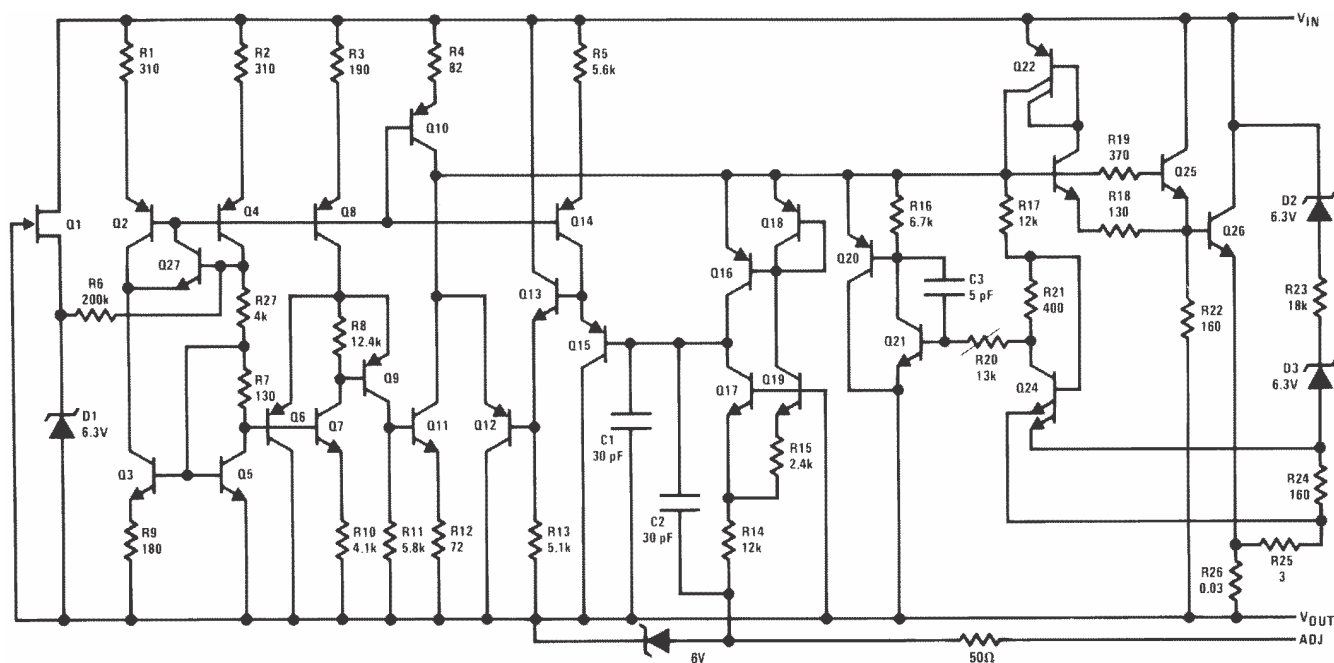 VIN
R1
310
R2
310
R3
190
R4
82
R5
5.6k
Q22
Q10
R19
370
Q25
R18
130
Q1
Q2
Q4
Q8
Q14
Q18
R16
6.7k
R17
12k
Q26
D2
6.3V
Q27
R6
200k
R27
4k
Q13
Q16
Q20
C3
5 pF
R21
400
R22
160
R23
18k
R8
12.4k
Q15
Q21
R20
13k
D3
6.3V
R7
130
Q9
Q17
Q19
Q24
D1
6.3V
Q6
Q7
Q11
Q12
C1
30 pF
R15
2.4k
Q3
Q5
R24
160
R9
180
R10
4.1k
R11
5.8k
R12
72
R13
5.1k
C2
30 pF
R14
12k
R25
3
R26
0.03
VOUT
ADJ
6V
50Ω